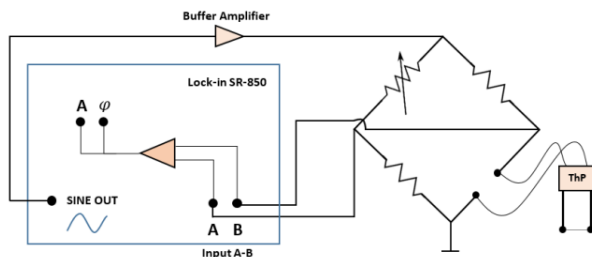 Buffer Amplifier
Lock-in SR-850
A φ
ThP
SINE OUT
A B
Input A-B